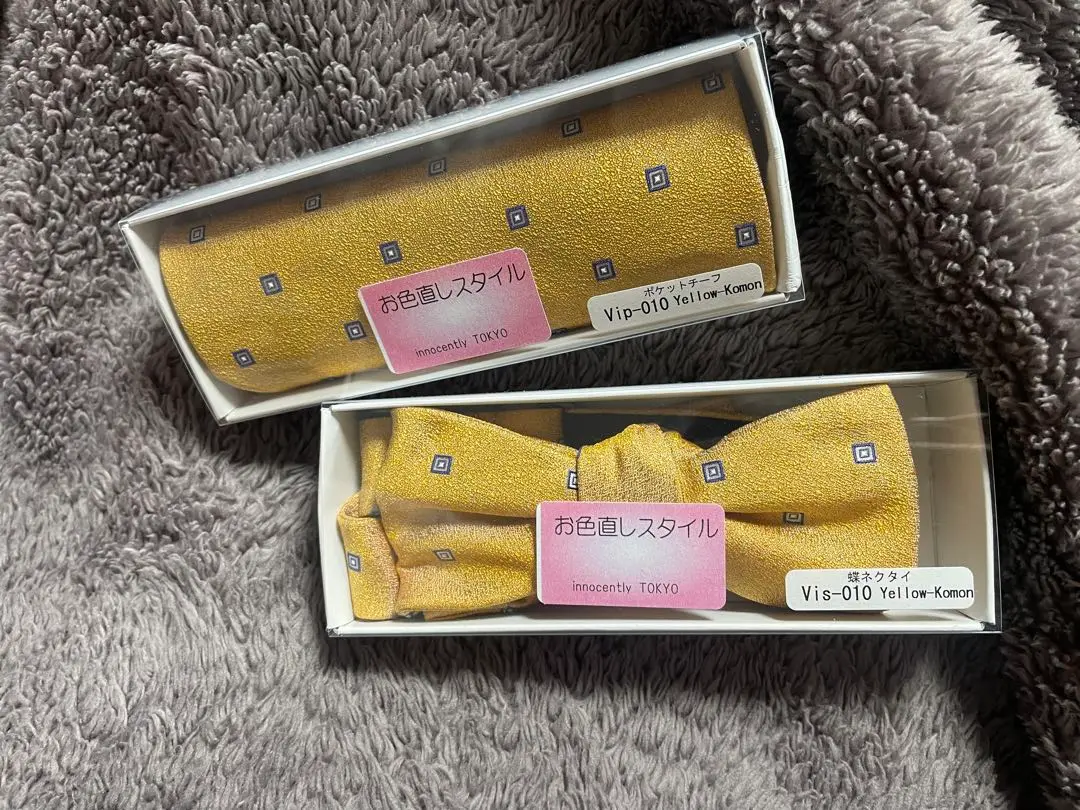 お色直しスタイル
innocently TOKYO
ポケットチーフ
Vip-010 Yellow-Komon
お色直しスタイル
innocently TOKYO
蝶ネクタイ
Vis-010 Yellow-Komon